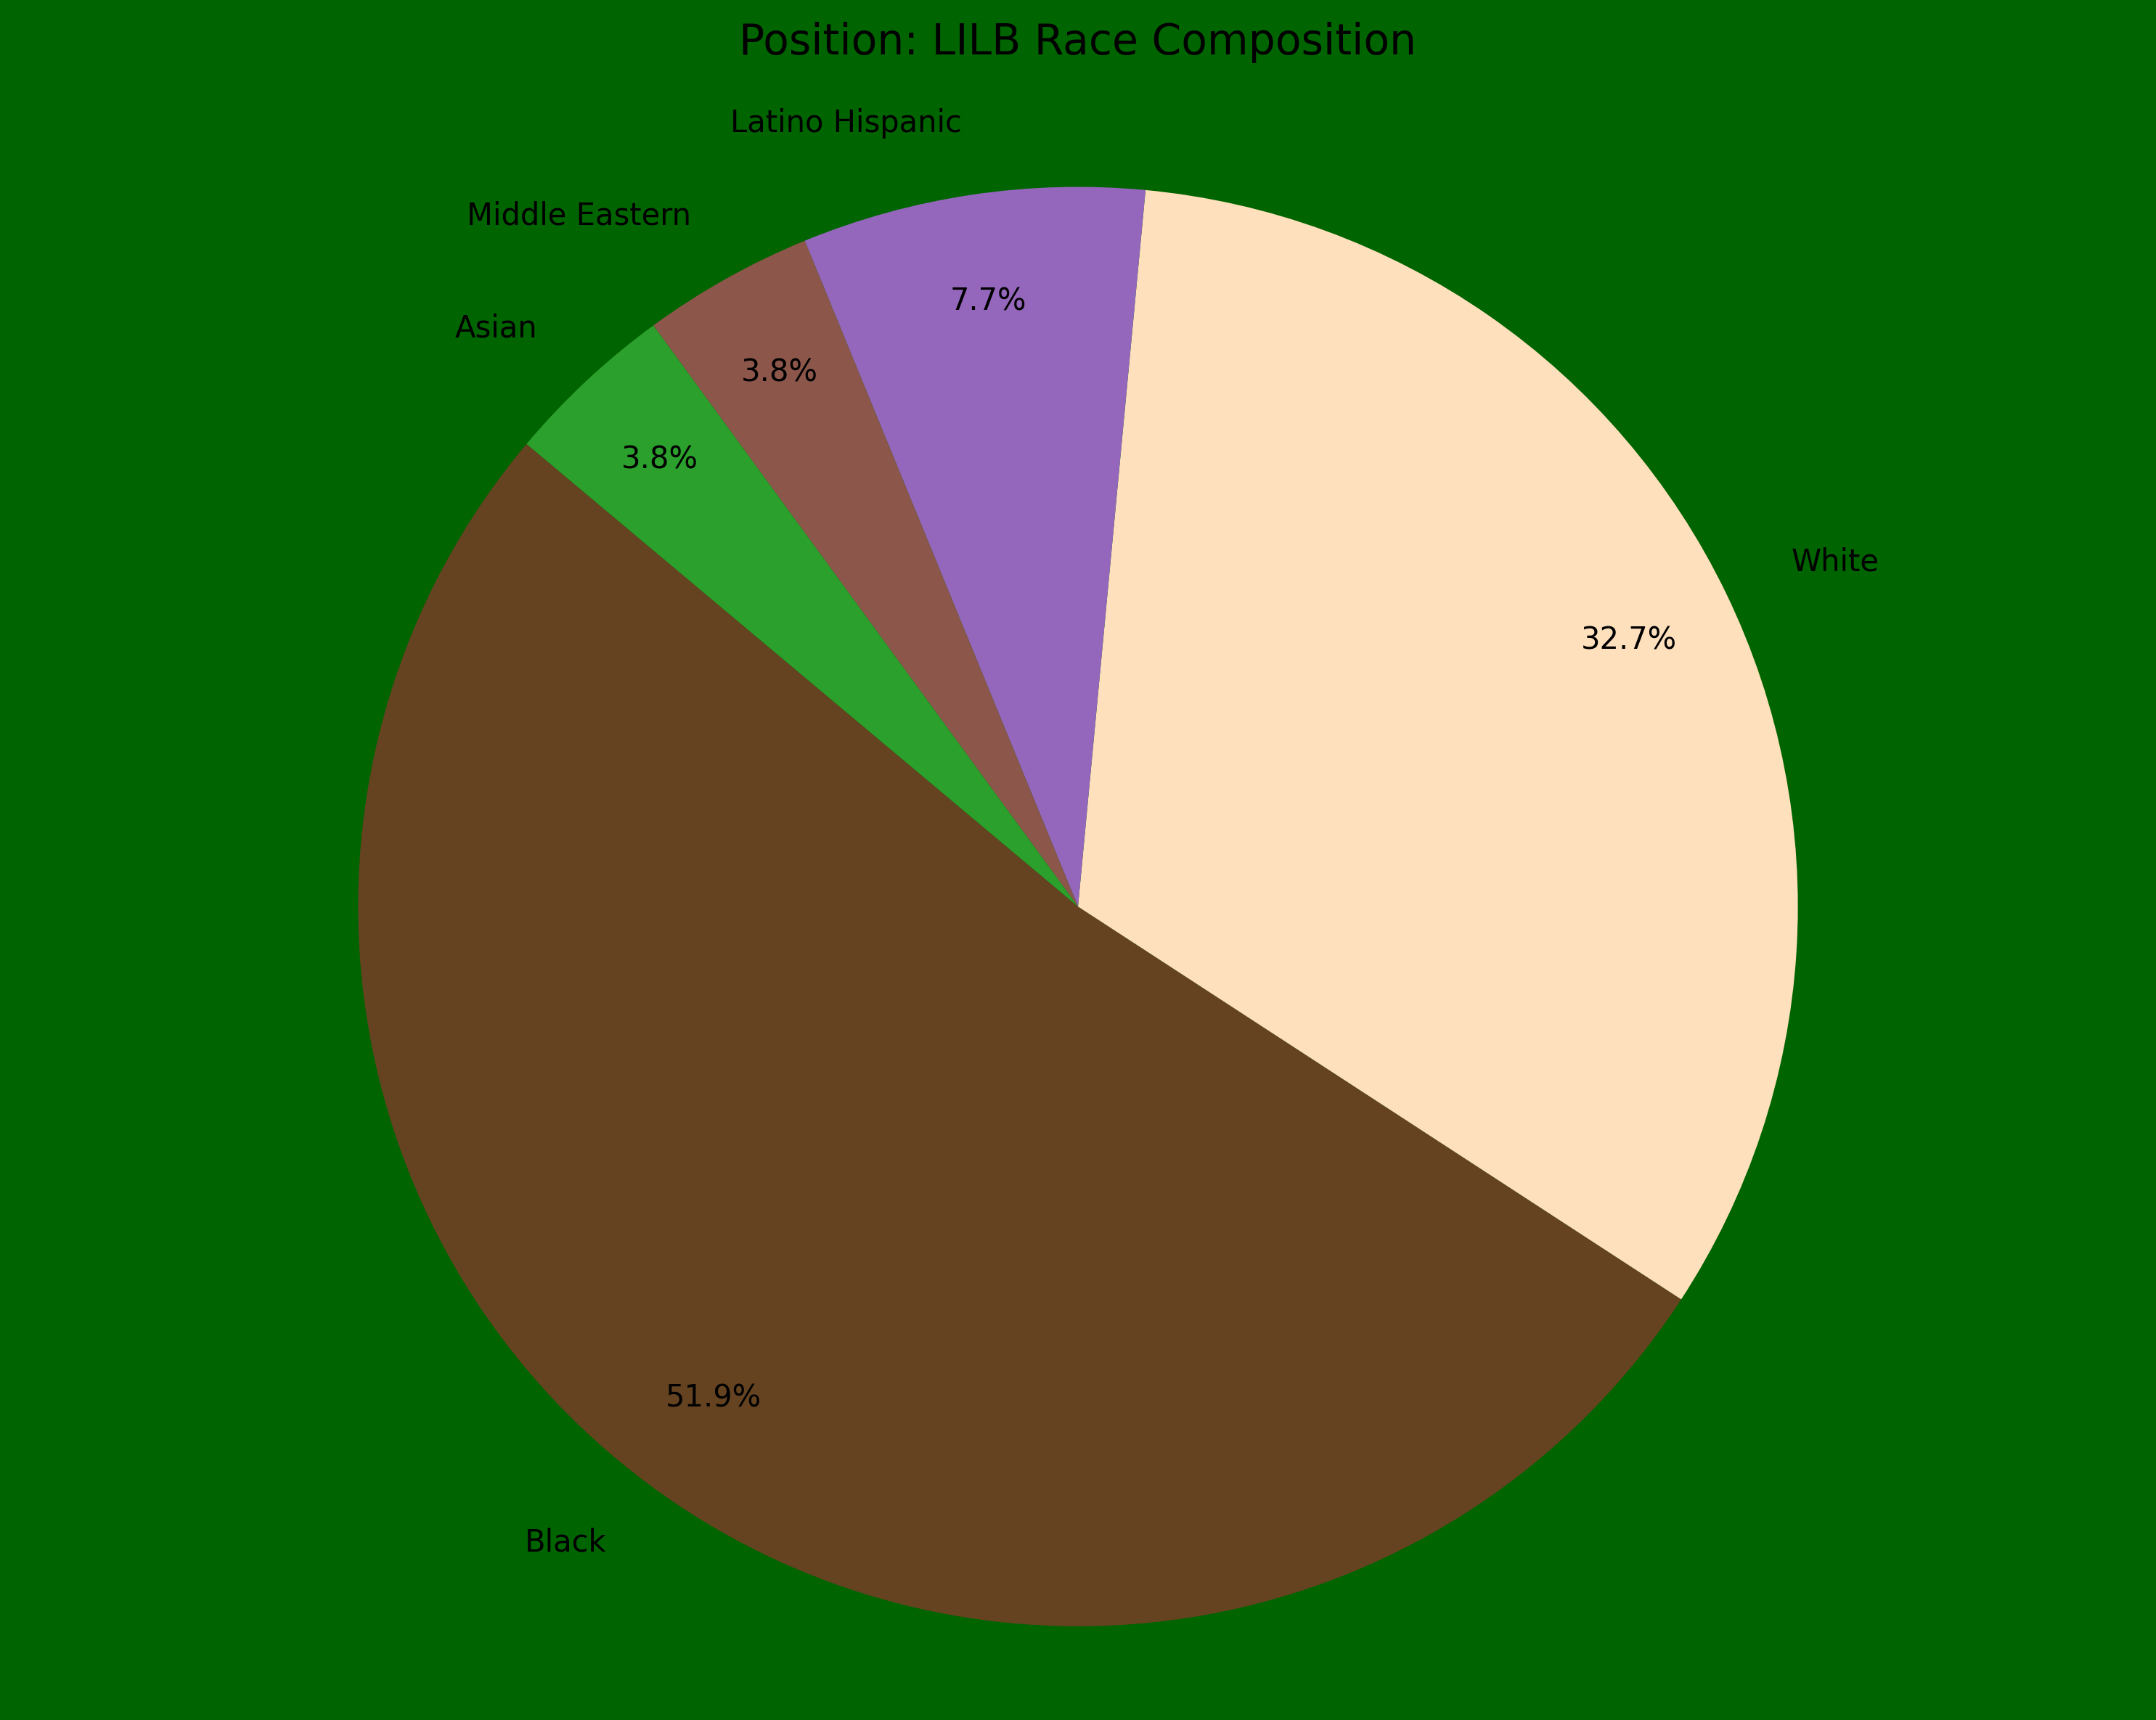 Position: LILB Race Composition
Latino Hispanic
Middle Eastern
7.7%
Asian
3.8%
3.8%
White
32.7%
51.9%
Black